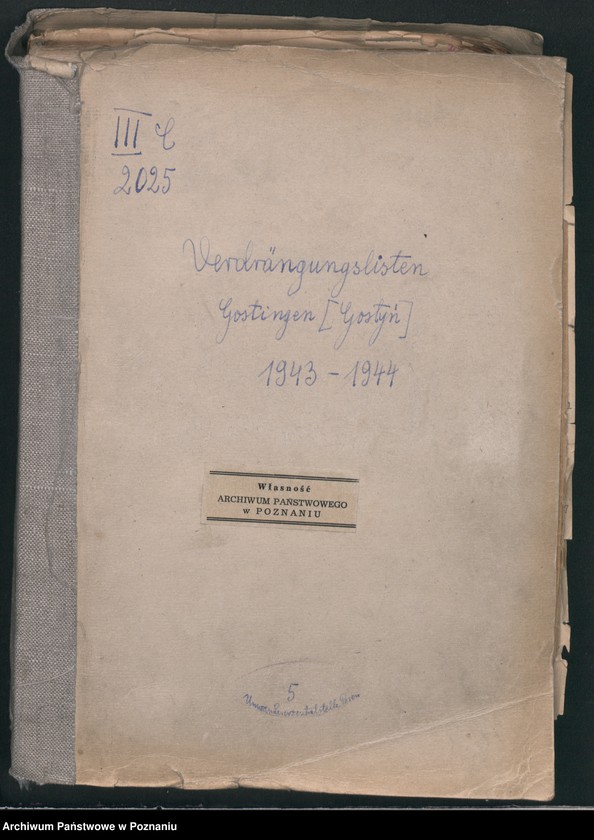 III C
2025
Verdrängungslisten
Gostingen [Gostyń]
1943 - 1944
Własność
ARCHIWUM PAŃSTWOWEGO
w POZNANIU
5
Archiwum Państwowe w Poznaniu